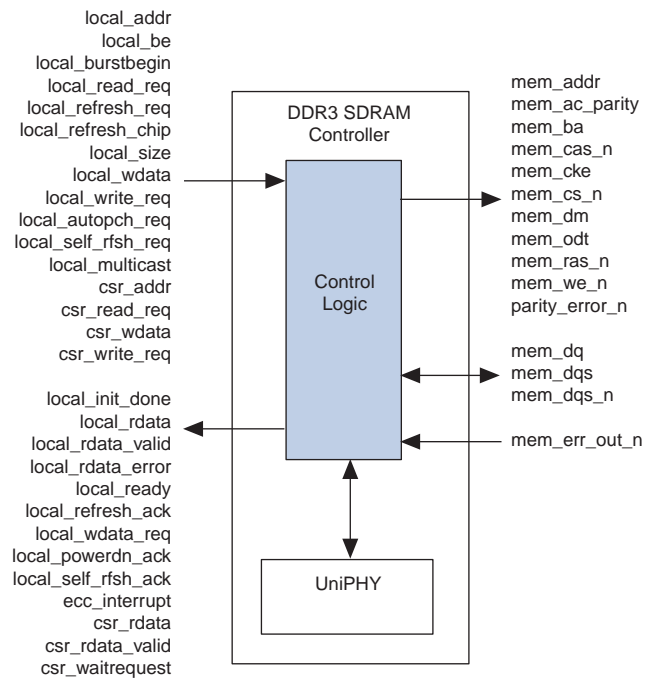 local_addr
local_be
local_burstbegin
local_read_req
local_refresh_req
local_refresh_chip
local_size
local_wdata
local_write_req
local_autopch_req
local_self_rfsh_req
local_multicast
csr_addr
csr_read_req
csr_wdata
csr_write_req
local_init_done
local_rdata
local_rdata_valid
local_rdata_error
local_ready
local_refresh_ack
local_wdata_req
local_powerdn_ack
local_self_rfsh_ack
ecc_interrupt
csr_rdata
csr_rdata_valid
csr_waitrequest
DDR3 SDRAM
Controller
Control
Logic
UniPHY
mem_addr
mem_ac_parity
mem_ba
mem_cas_n
mem_cke
mem_cs_n
mem_dm
mem_odt
mem_ras_n
mem_we_n
parity_error_n
mem_dq
mem_dqs
mem_dqs_n
mem_err_out_n